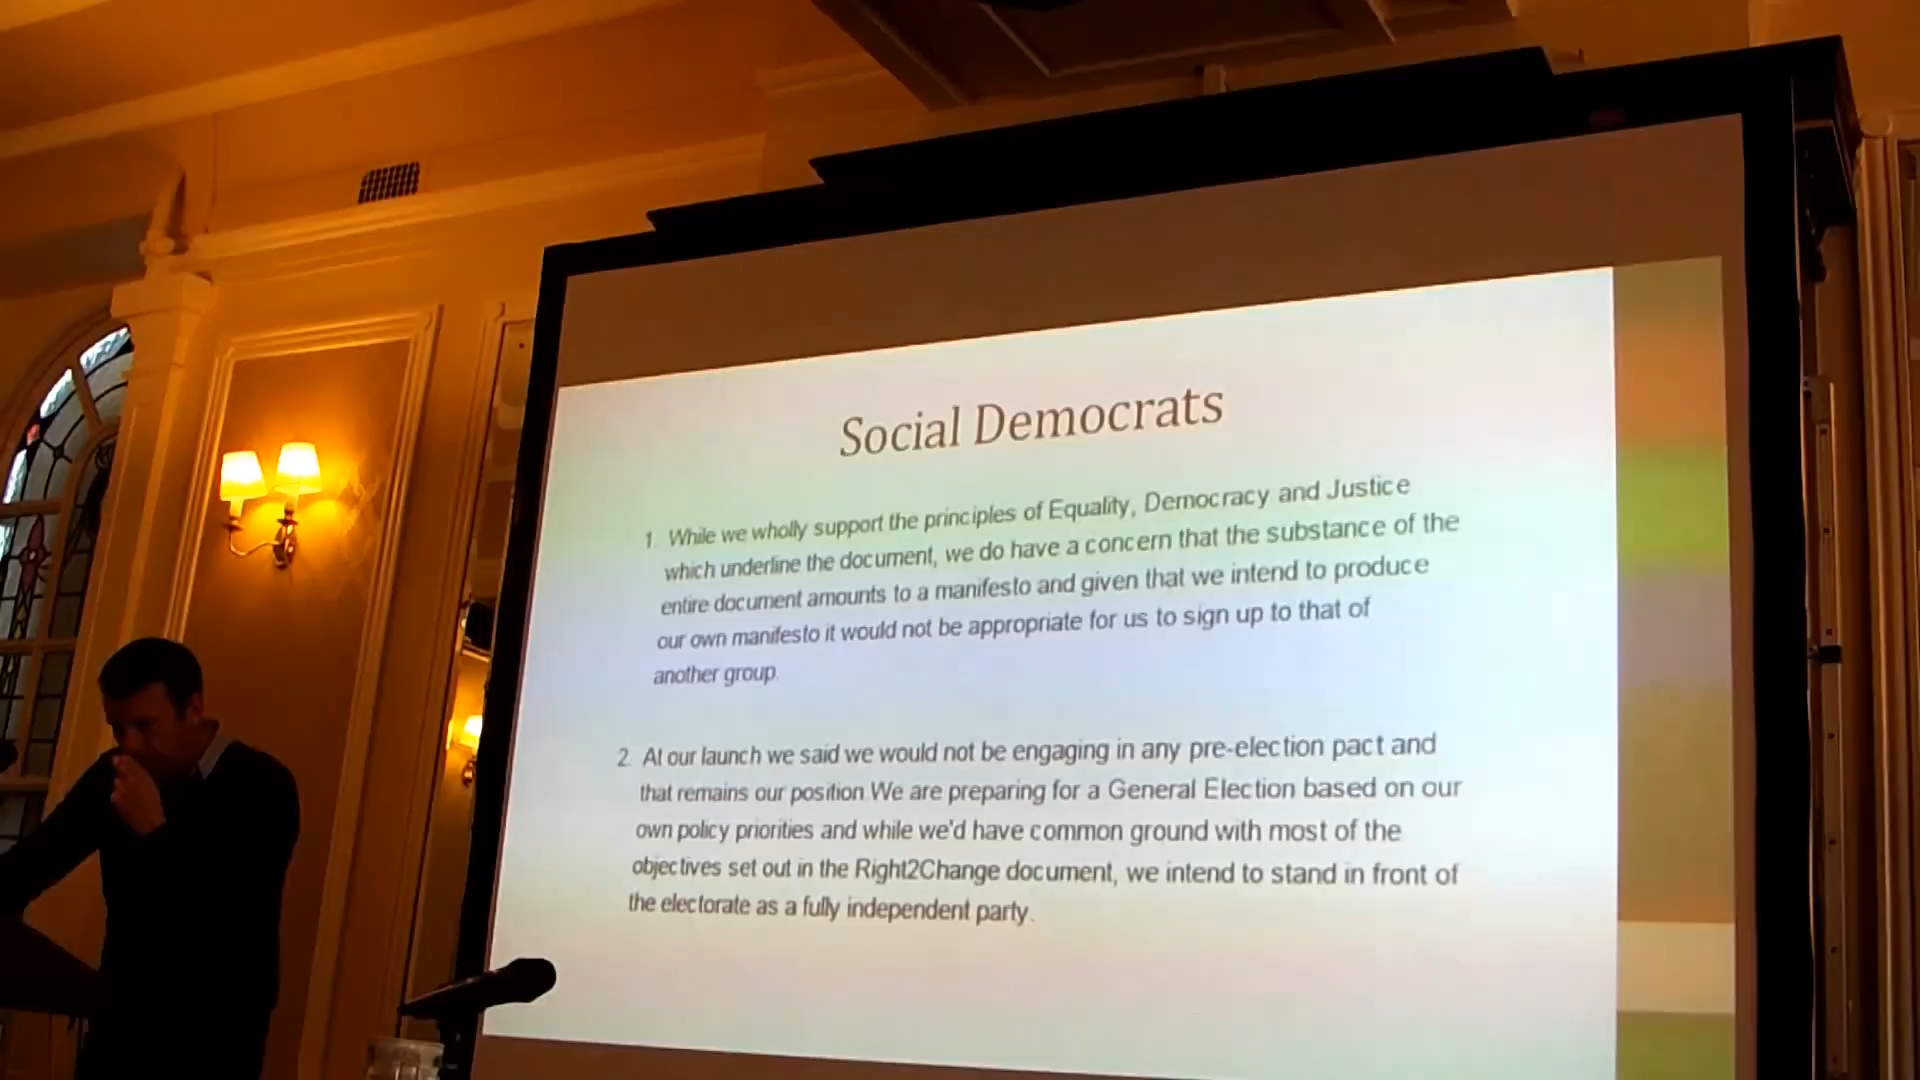 Social Democrats
1. While we wholly support the principles of Equality, Democracy and Justice
which underline the document, we do have a concern that the substance of the
entire document amounts to a manifesto and given that we intend to produce
our own manifesto it would not be appropriate for us to sign up to that of
another group.
2. At our launch we said we would not be engaging in any pre-election pact and
that remains our position.We are preparing for a General Election based on our
own policy priorities and while we'd have common ground with most of the
objectives set out in the Right2Change document, we intend to stand in front of
the electorate as a fully independent party.